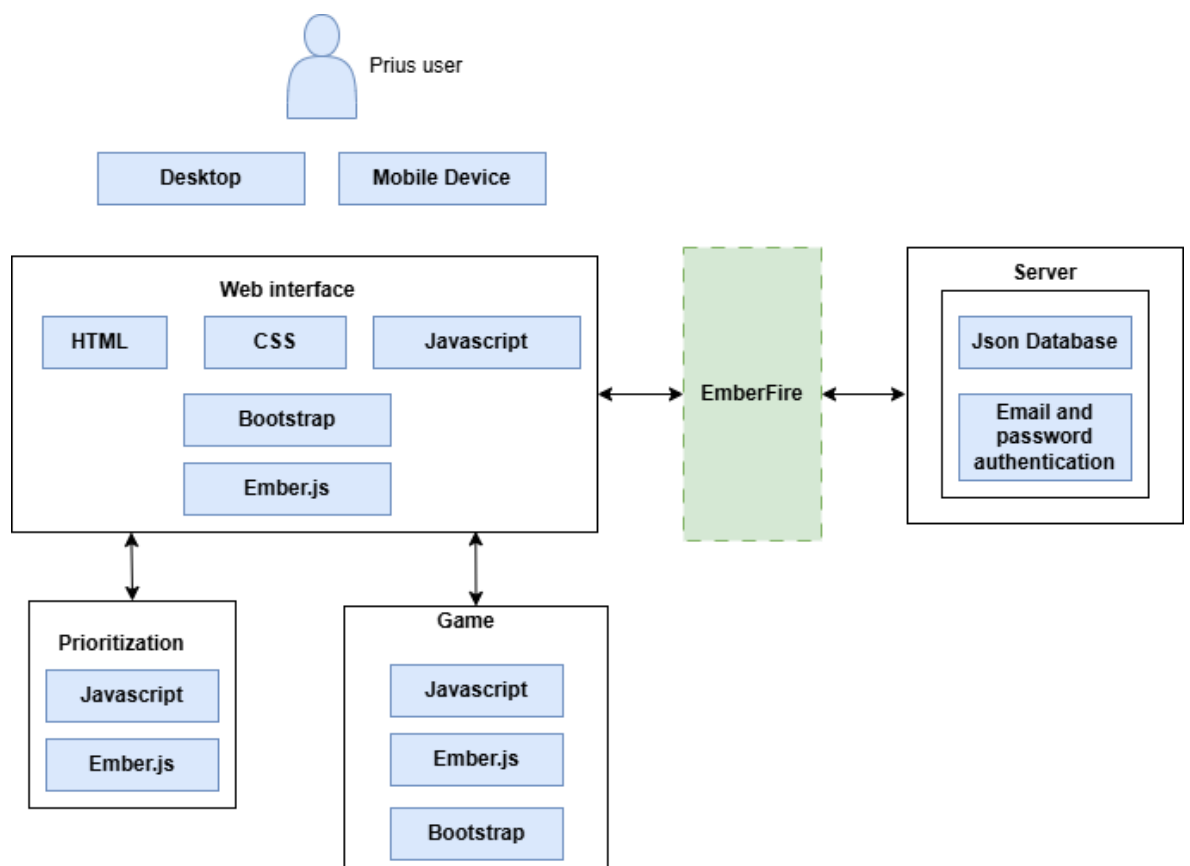 Prius user
Desktop
Mobile Device
Web interface
HTML
CSS
Javascript
Bootstrap
Ember.js
EmberFire
Server
Json Database
Email and
password
authentication
Prioritization
Javascript
Ember.js
Game
Javascript
Ember.js
Bootstrap